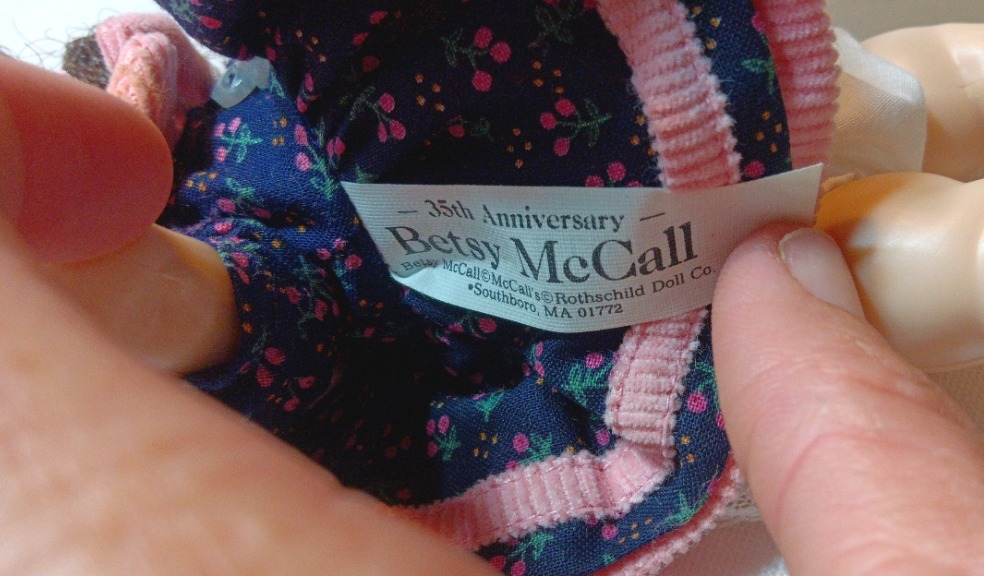 — 35th Anniversary —
Betsy McCall
Betsy McCall©McCall's©Rothschild Doll Co.
•Southboro, MA 01772